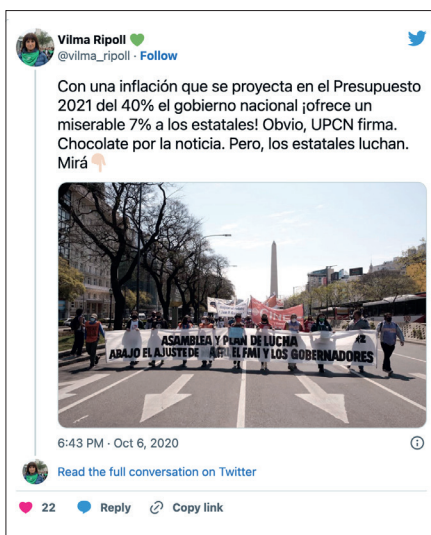 Vilma Ripoll 💚
@vilma_ripoll · Follow
Con una inflación que se proyecta en el Presupuesto
2021 del 40% el gobierno nacional ¡ofrece un
miserable 7% a los estatales! Obvio, UPCN firma.
Chocolate por la noticia. Pero, los estatales luchan.
Mirá👇🏻
ASAMBLEA Y PLAN DE LUCHA
ABAJO EL AJUSTE DE EL FMI Y LOS GOBERNADORES
6:43 PM · Oct 6, 2020
Read the full conversation on Twitter
22 Reply Copy link